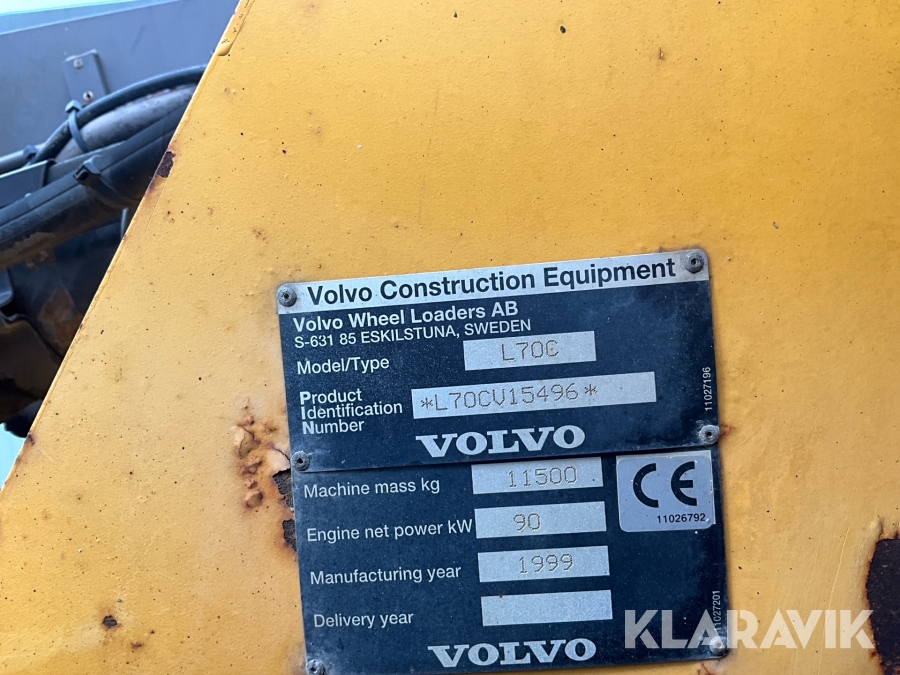 Volvo Construction Equipment
Volvo Wheel Loaders AB
S-631 85 ESKILSTUNA, SWEDEN
Model/Type L70C
Product
Identification
Number
*L70CV15496*
11027196
VOLVO
Machine mass kg 11500
Engine net power kW 90
Manufacturing year 1999
Delivery year
CE
11026792
11027201
VOLVO
KLARAVIK